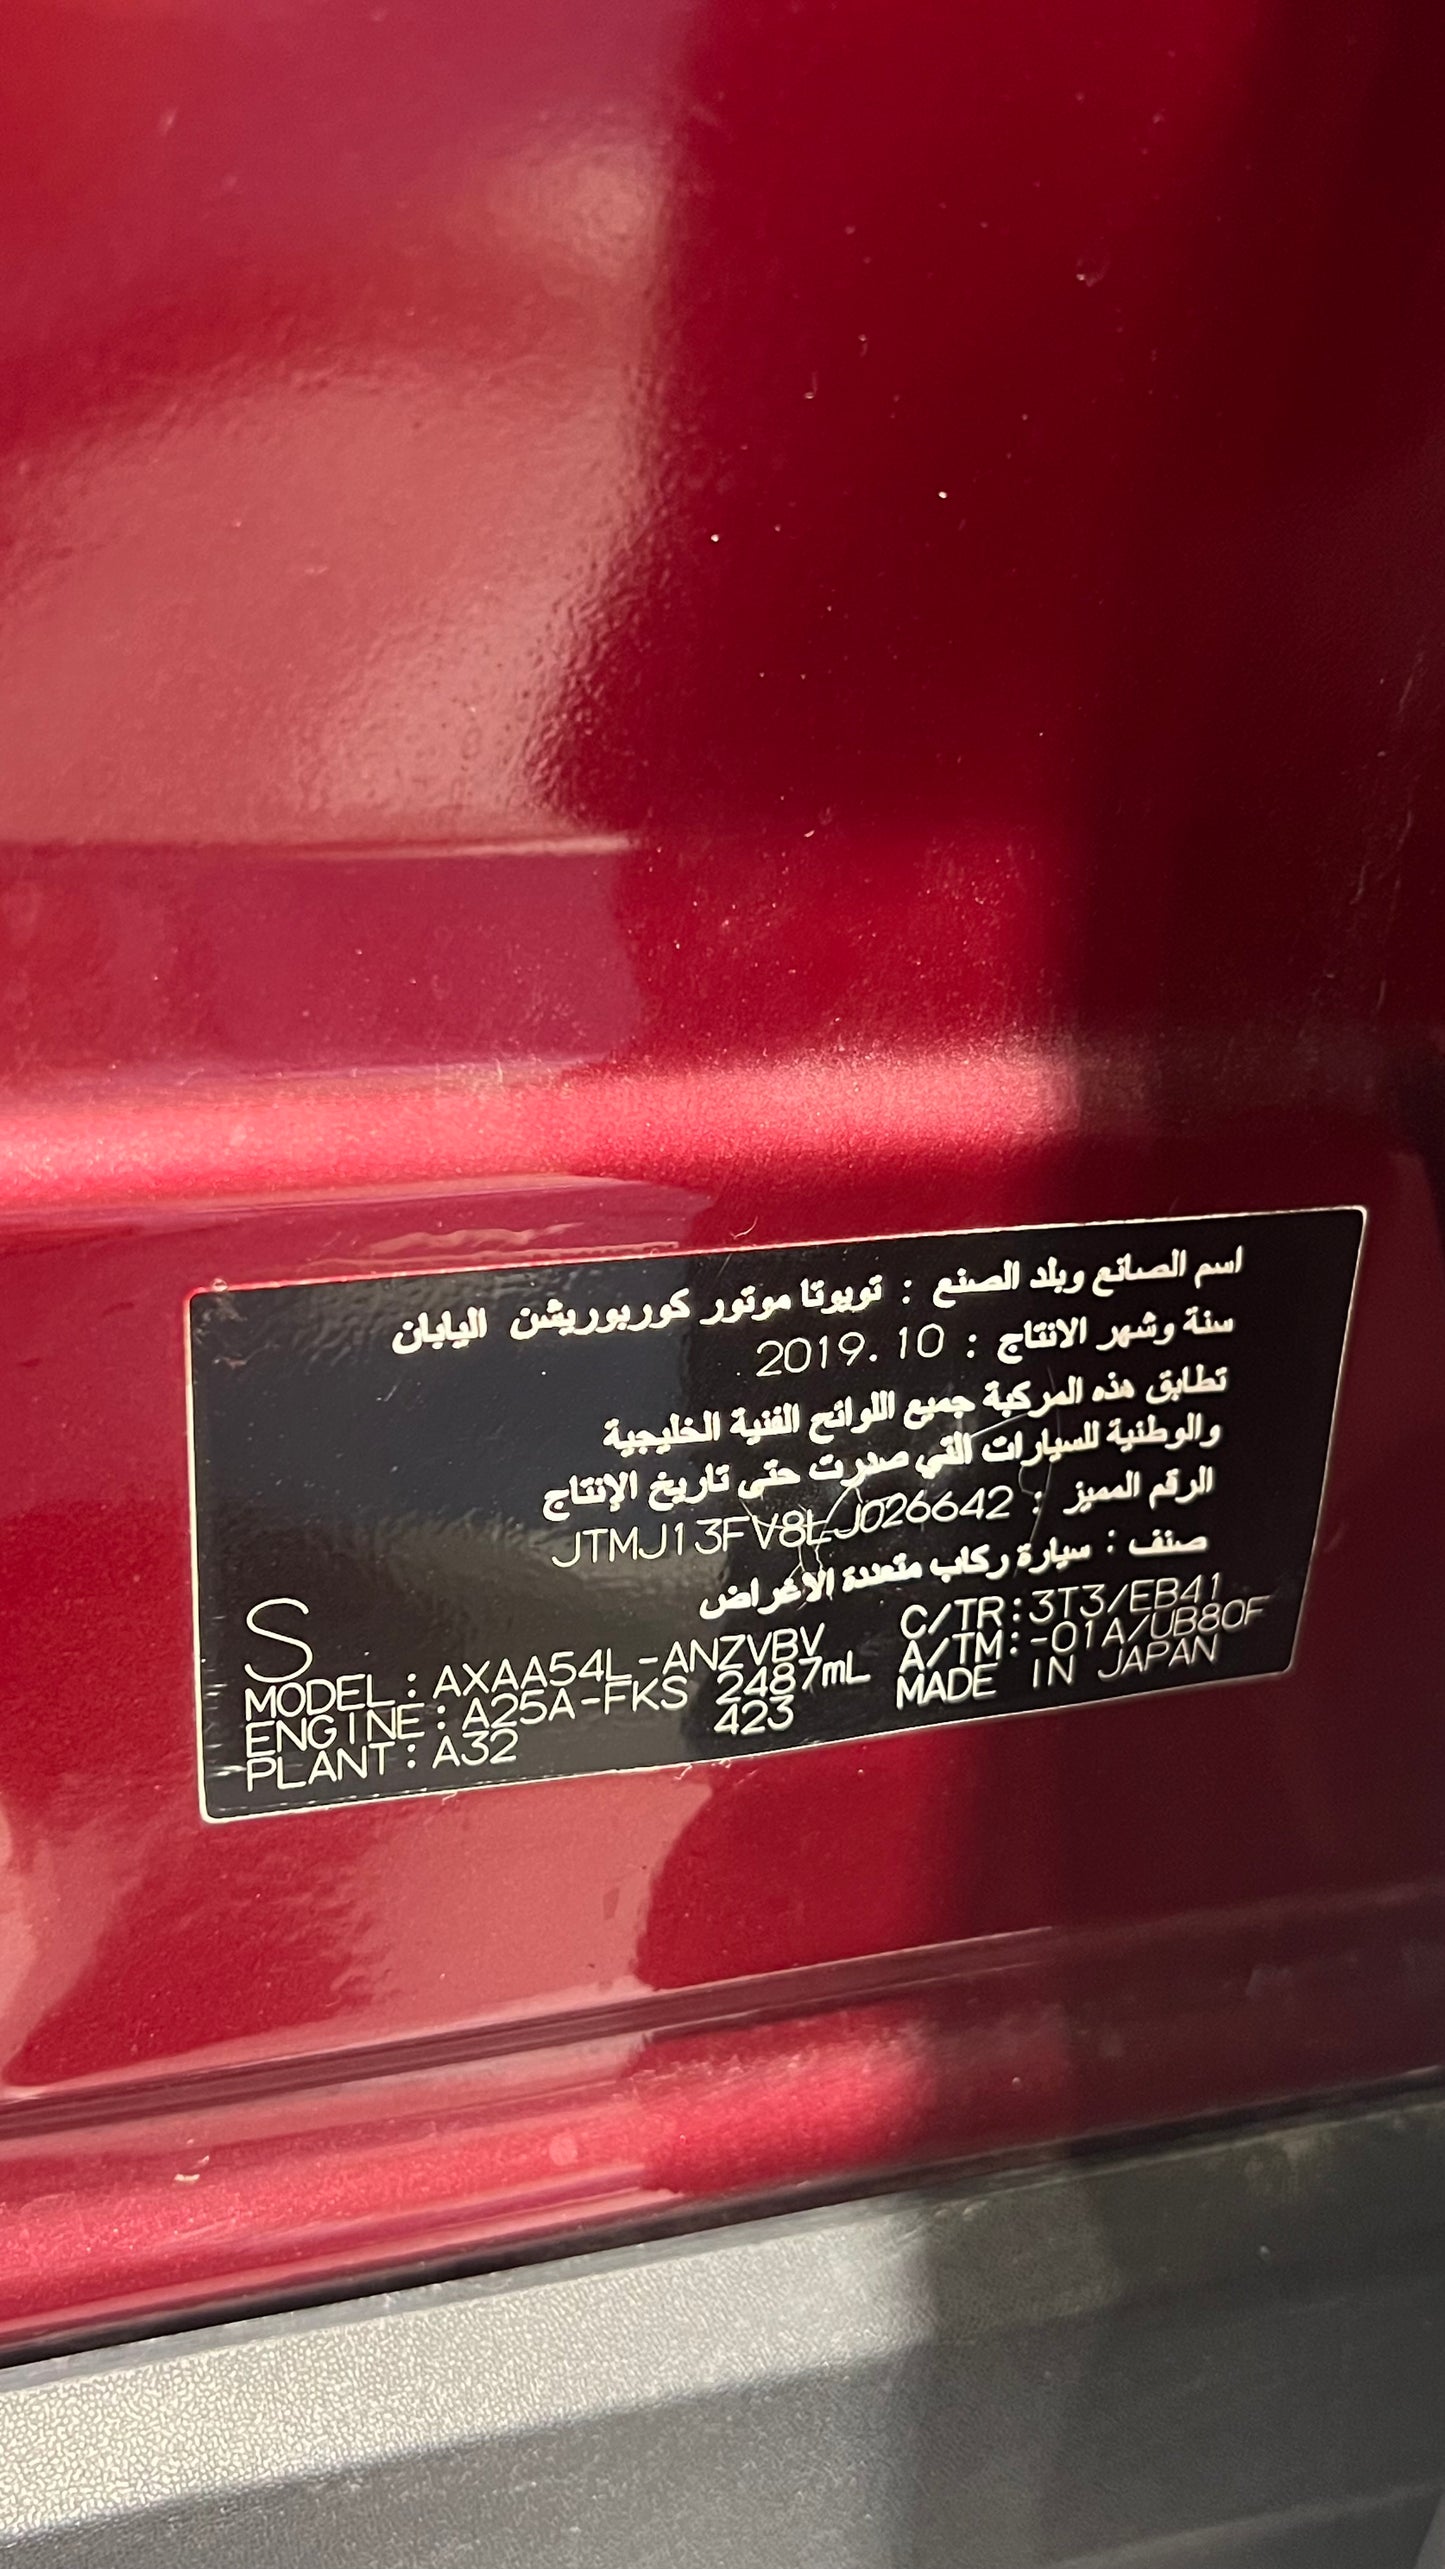 اسم الصانع وبلد الصنع : تويوتا موتور كوربوريشن اليابان
سنة وشهر الانتاج : 2019.10
تطابق هذه المركبة جميع اللوائح الفنية الخليجية
والوطنية للسيارات التي صدرت حتى تاريخ الإنتاج
الرقم المميز : JTMJ13FV8LJ026642
صنف : سيارة ركاب متعددة الاغراض
S
MODEL : AXAA54L-ANZVBV C/TR : 3T3/EB41
ENGINE : A25A-FKS 2487mL A/TM : -01A/UB80F
PLANT : A32 423 MADE IN JAPAN